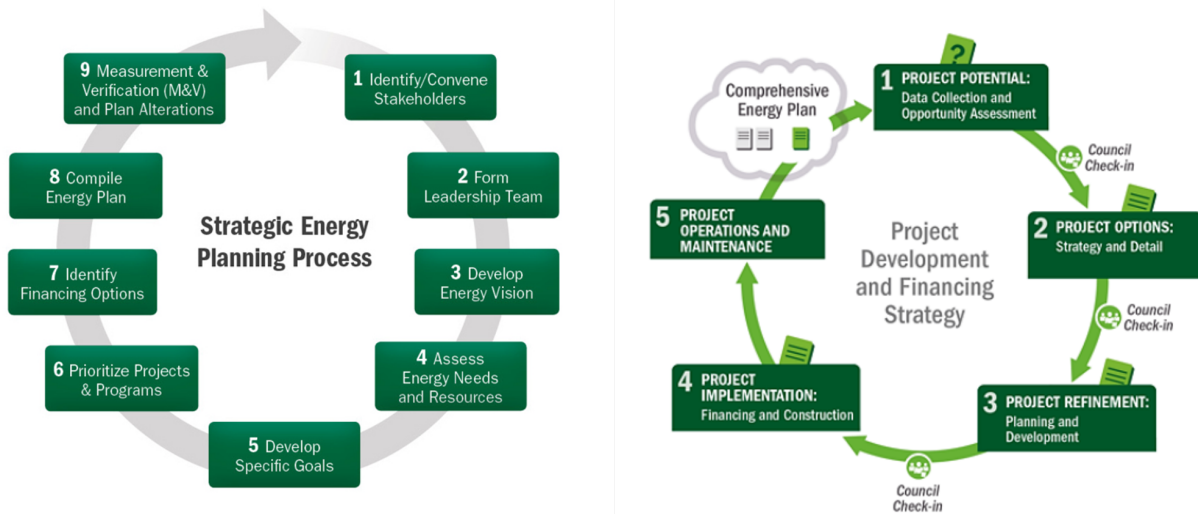 Strategic Energy
Planning Process
1 Identify/Convene
Stakeholders
2 Form
Leadership Team
3 Develop
Energy Vision
4 Assess
Energy Needs
and Resources
5 Develop
Specific Goals
6 Prioritize Projects
& Programs
7 Identify
Financing Options
8 Compile
Energy Plan
9 Measurement &
Verification (M&V)
and Plan Alterations
Project
Development
and Financing
Strategy
Comprehensive
Energy Plan
?
1 PROJECT POTENTIAL:
Data Collection and
Opportunity Assessment
Council
Check-in
2 PROJECT OPTIONS:
Strategy and Detail
Council
Check-in
3 PROJECT REFINEMENT:
Planning and
Development
Council
Check-in
4 PROJECT
IMPLEMENTATION:
Financing and Construction
5 PROJECT
OPERATIONS AND
MAINTENANCE